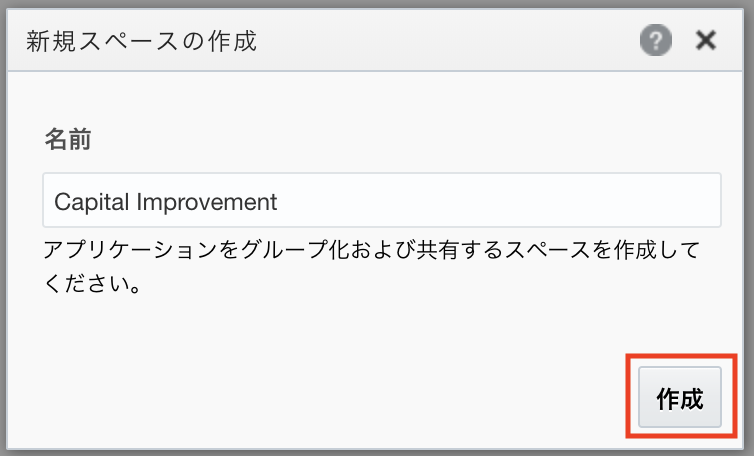 新規スペースの作成
?
名前
Capital Improvement
アプリケーションをグループ化および共有するスペースを作成して
ください。
作成